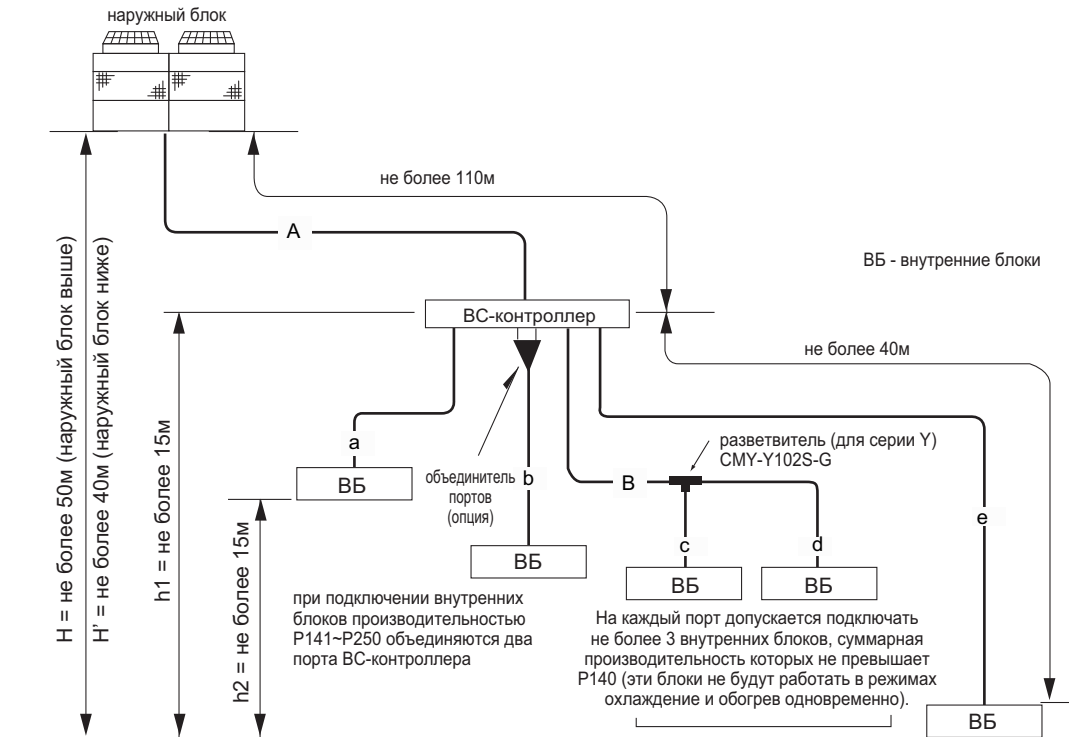 наружный блок
не более 110м
A
ВБ - внутренние блоки
BC-контроллер
не более 40м
H = не более 50м (наружный блок выше)
H' = не более 40м (наружный блок ниже)
h1 = не более 15м
h2 = не более 15м
a
ВБ
объединитель
портов
(опция)
b
ВБ
B
разветвитель (для серии Y)
CMY-Y102S-G
c
d
e
ВБ
ВБ
при подключении внутренних
блоков производительностью
P141~P250 объединяются два
порта BC-контроллера
На каждый порт допускается подключать
не более 3 внутренних блоков, суммарная
производительность которых не превышает
P140 (эти блоки не будут работать в режимах
охлаждение и обогрев одновременно).
ВБ